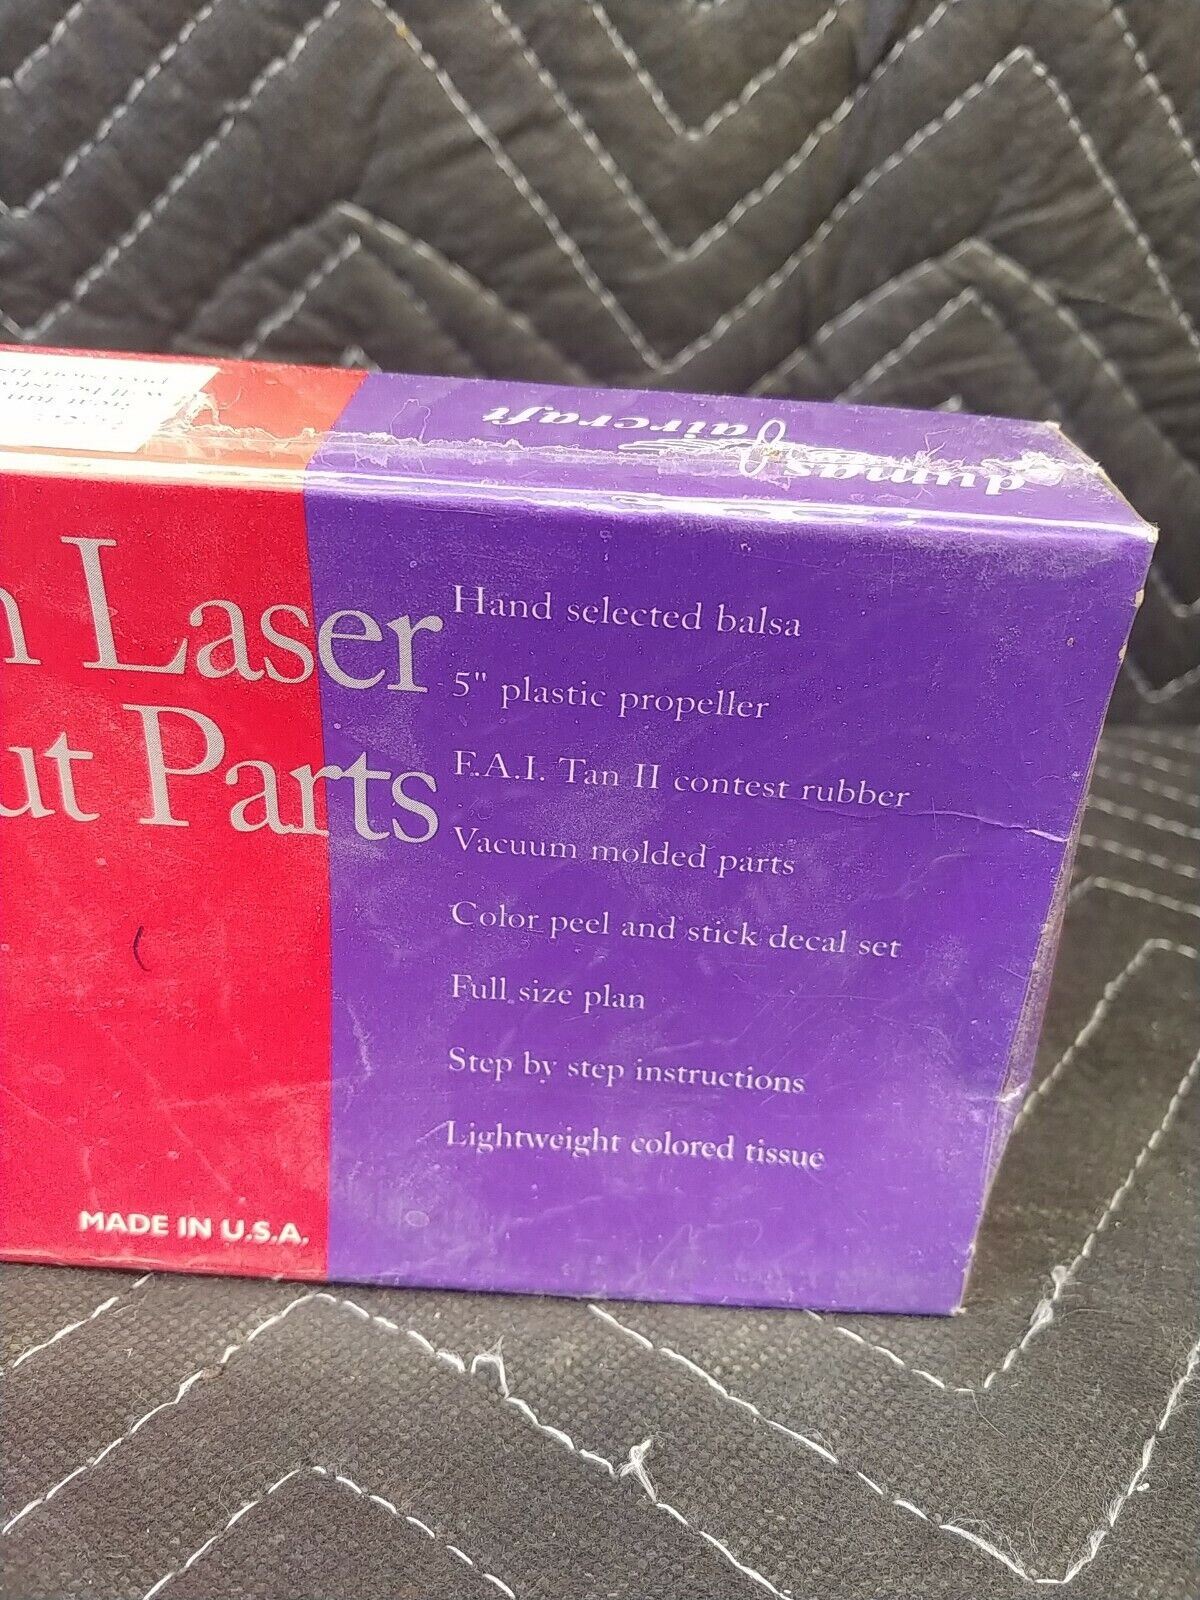 dumas aircraft
n Laser
ut Parts
Hand selected balsa
5" plastic propeller
F.A.I. Tan II contest rubber
Vacuum molded parts
Color peel and stick decal set
Full size plan
Step by step instructions
Lightweight colored tissue
MADE IN U.S.A.